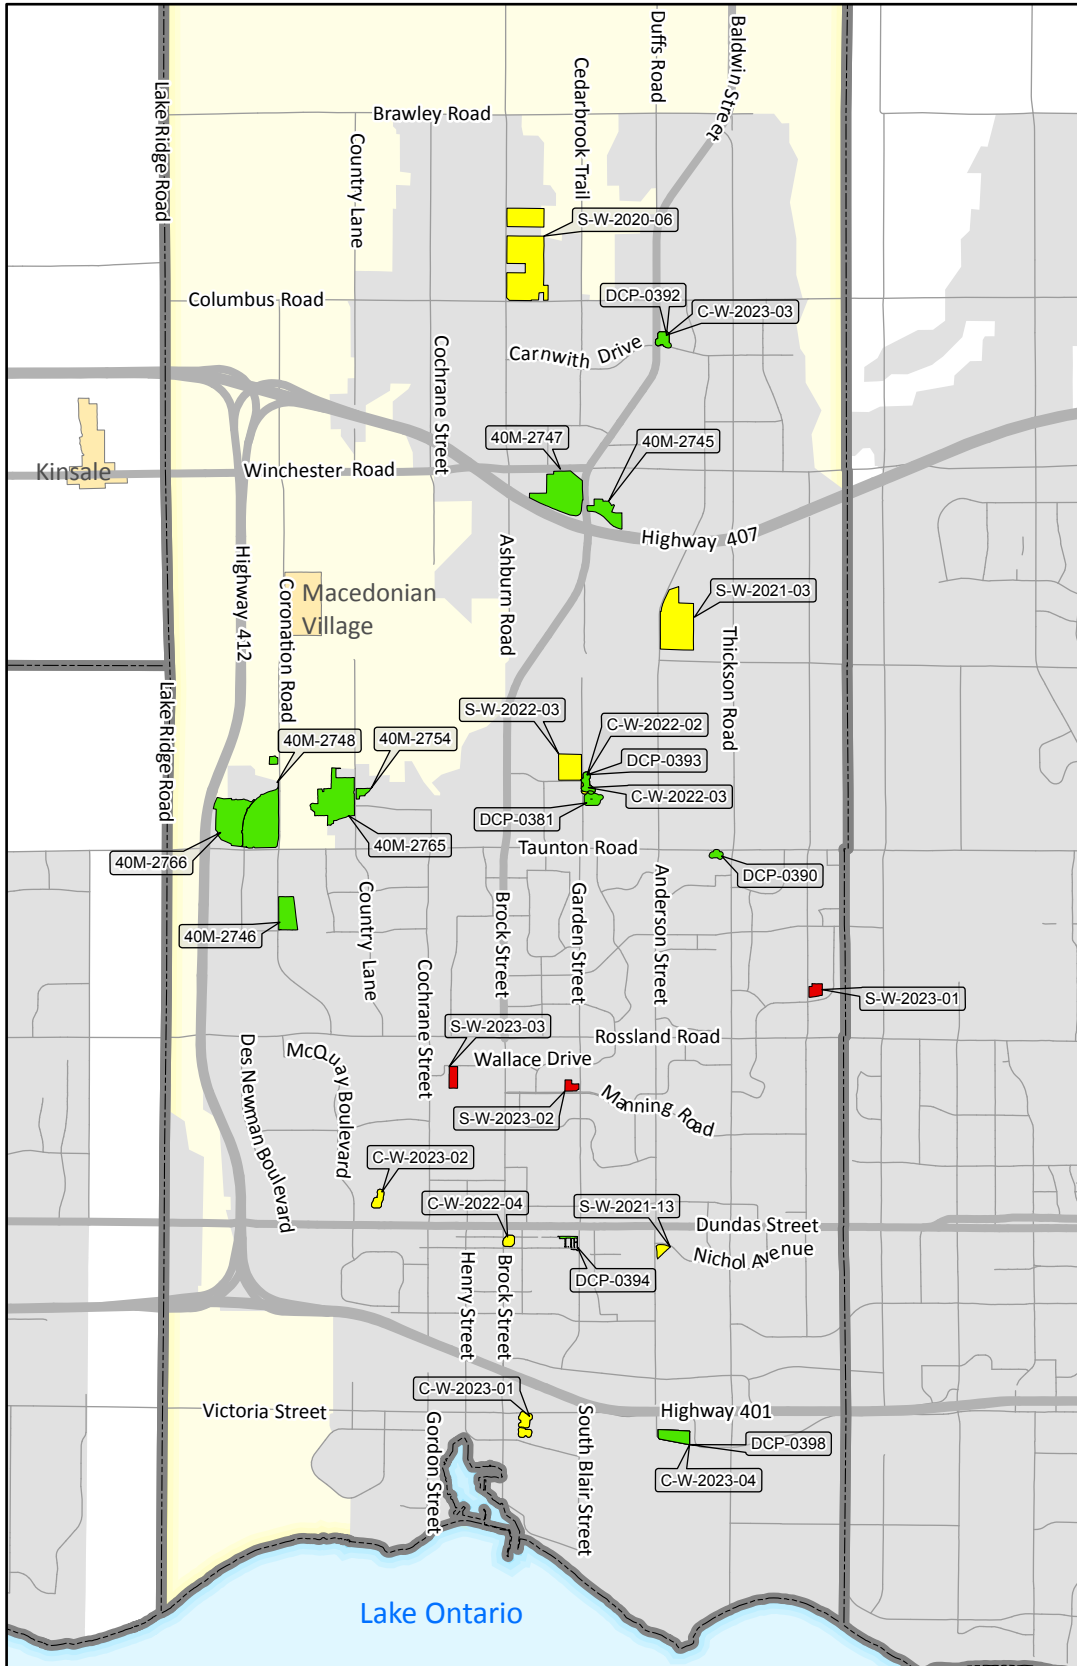 Duffs Road
Baldwin Street
Cedarbrook Trail
Lake Ridge Road
Brawley Road
Country Lane
S-W-2020-06
Columbus Road
DCP-0392
C-W-2023-03
Carnwith Drive
Cochrane Street
40M-2747
40M-2745
Kinsale
Winchester Road
Highway 407
Ashburn Road
Highway 412
Coronation Road
Macedonian
Village
S-W-2021-03
Thickson Road
Lake Ridge Road
S-W-2022-03
C-W-2022-02
40M-2748
40M-2754
DCP-0393
C-W-2022-03
DCP-0381
40M-2766
40M-2765
Taunton Road
DCP-0390
Country Lane
Brock Street
Garden Street
Anderson Street
40M-2746
Cochrane Street
S-W-2023-01
S-W-2023-03
Rossland Road
Des Newman Boulevard
McQuay Boulevard
Wallace Drive
S-W-2023-02
Manning Road
C-W-2023-02
C-W-2022-04
S-W-2021-13
Dundas Street
Nichol Avenue
Henry Street
Brock Street
DCP-0394
C-W-2023-01
Victoria Street
Gordon Street
South Blair Street
Highway 401
DCP-0398
C-W-2023-04
Lake Ontario